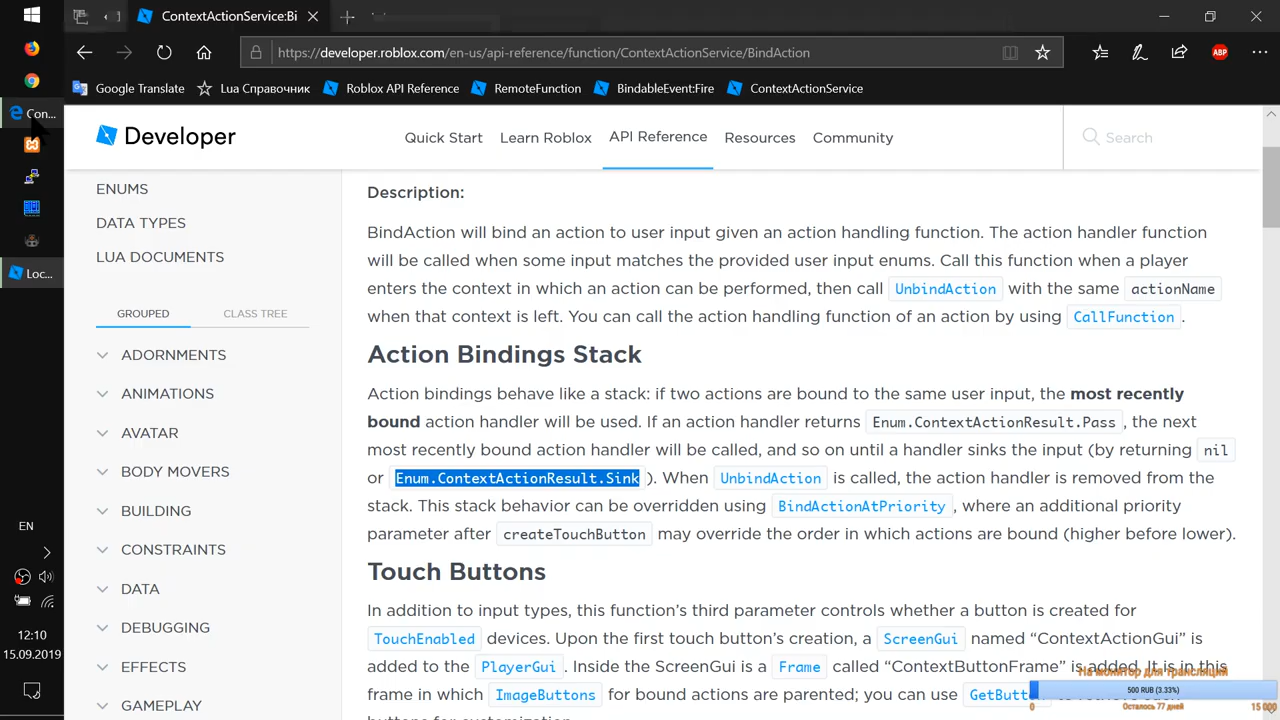 ContextActionService:Bi
https://developer.roblox.com/en-us/api-reference/function/ContextActionService/BindAction
ABP
Google Translate
Lua Справочник
Roblox API Reference
RemoteFunction
BindableEvent:Fire
ContextActionService
Con...
Loc...
EN
12:10
15.09.2019
Developer
Quick Start
Learn Roblox
API Reference
Resources
Community
Search
ENUMS
DATA TYPES
LUA DOCUMENTS
GROUPED
CLASS TREE
ADORNMENTS
ANIMATIONS
AVATAR
BODY MOVERS
BUILDING
CONSTRAINTS
DATA
DEBUGGING
EFFECTS
GAMEPLAY
Description:
BindAction will bind an action to user input given an action handling function. The action handler function
will be called when some input matches the provided user input enums. Call this function when a player
enters the context in which an action can be performed, then call UnbindAction with the same actionName
when that context is left. You can call the action handling function of an action by using CallFunction.
Action Bindings Stack
Action bindings behave like a stack: if two actions are bound to the same user input, the most recently
bound action handler will be used. If an action handler returns Enum.ContextActionResult.Pass, the next
most recently bound action handler will be called, and so on until a handler sinks the input (by returning nil
or Enum.ContextActionResult.Sink). When UnbindAction is called, the action handler is removed from the
stack. This stack behavior can be overridden using BindActionAtPriority, where an additional priority
parameter after createTouchButton may override the order in which actions are bound (higher before lower).
Touch Buttons
In addition to input types, this function's third parameter controls whether a button is created for
TouchEnabled devices. Upon the first touch button's creation, a ScreenGui named “ContextActionGui” is
added to the PlayerGui. Inside the ScreenGui is a Frame called “ContextButtonFrame” is added. It is in this
frame in which ImageButtons for bound actions are parented; you can use
На монитор для трансляций
500 RUB (3.33%)
0
Осталось 77 дней
15 000